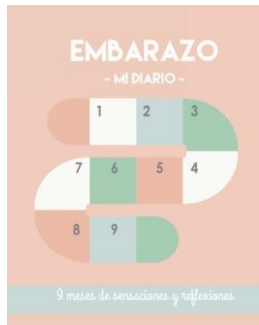 EMBARAZO
- MI DIARIO -
1 2 3
7 6 5 4
8 9
9 meses de sensaciones y reflexiones